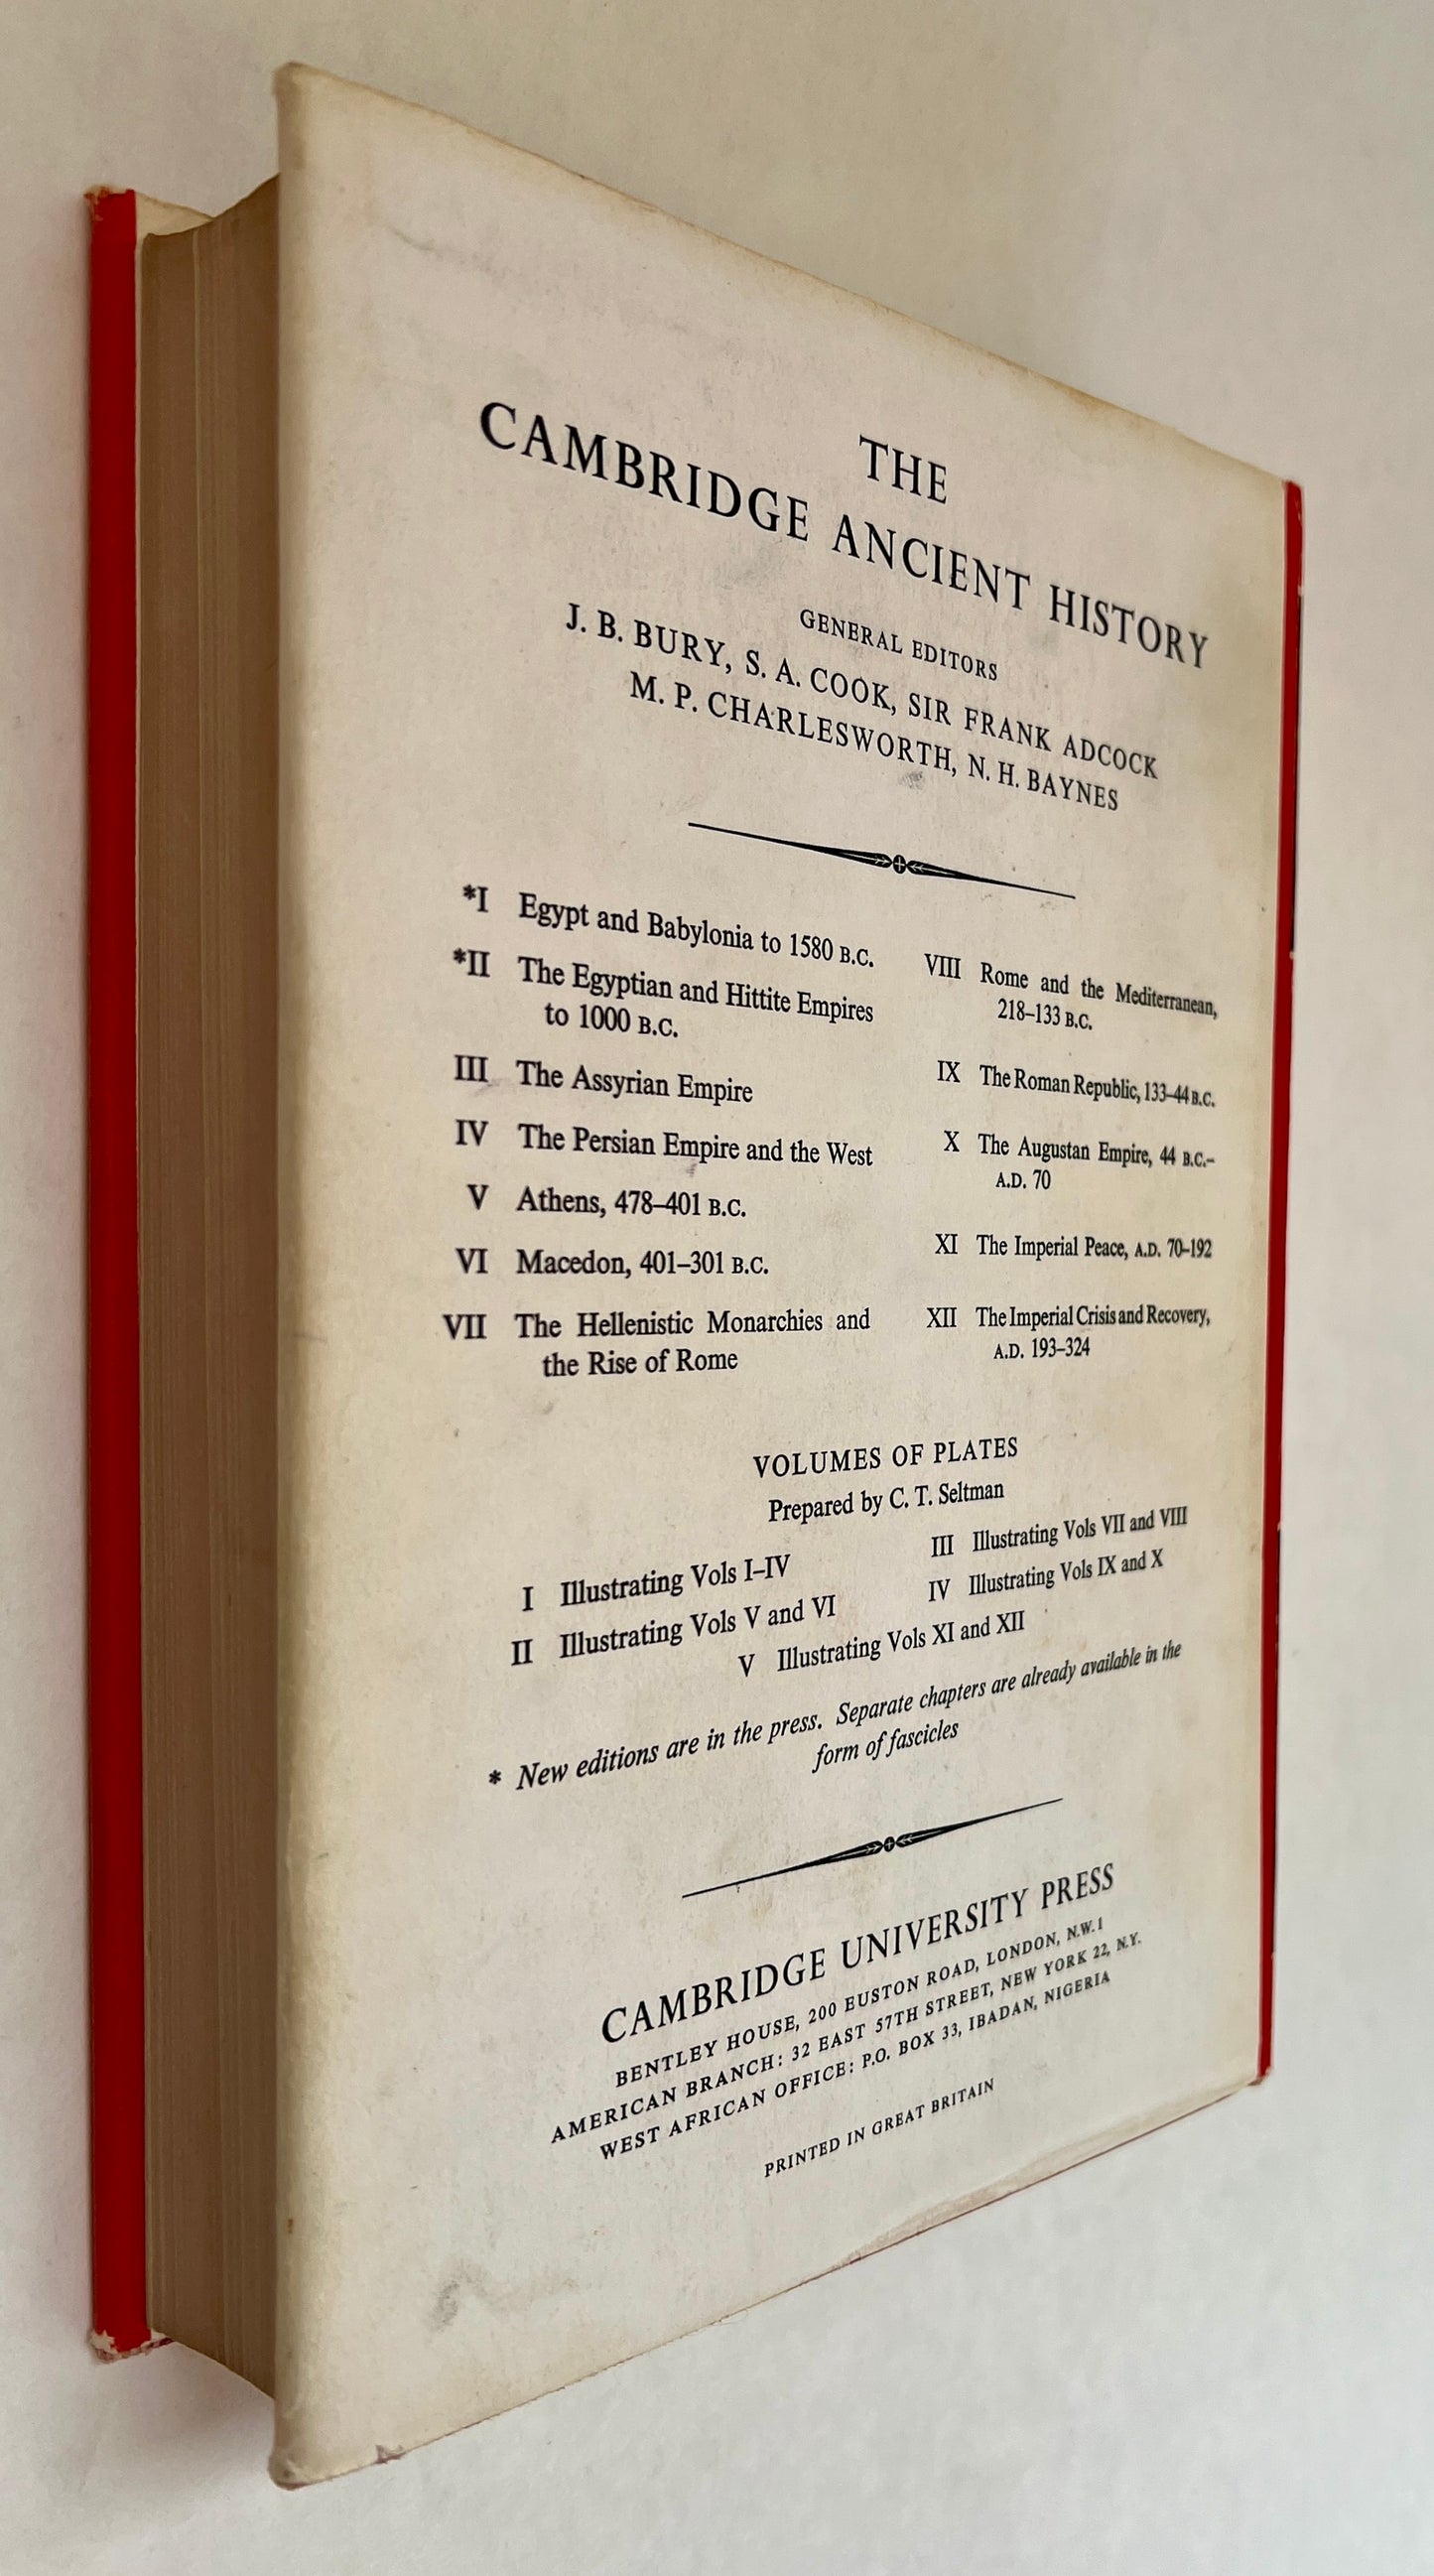 THE
CAMBRIDGE ANCIENT HISTORY
GENERAL EDITORS
J. B. BURY, S. A. COOK, SIR FRANK ADCOCK
M. P. CHARLESWORTH, N. H. BAYNES
*I Egypt and Babylonia to 1580 B.C.
*II The Egyptian and Hittite Empires
to 1000 B.C.
III The Assyrian Empire
IV The Persian Empire and the West
V Athens, 478–401 B.C.
VI Macedon, 401–301 B.C.
VII The Hellenistic Monarchies and
the Rise of Rome
VIII Rome and the Mediterranean,
218–133 B.C.
IX The Roman Republic, 133–44 B.C.
X The Augustan Empire, 44 B.C.–
A.D. 70
XI The Imperial Peace, A.D. 70–192
XII The Imperial Crisis and Recovery,
A.D. 193–324
VOLUMES OF PLATES
Prepared by C. T. Seltman
I Illustrating Vols I–IV
II Illustrating Vols V and VI
III Illustrating Vols VII and VIII
IV Illustrating Vols IX and X
V Illustrating Vols XI and XII
* New editions are in the press. Separate chapters are already available in the
form of fascicles
CAMBRIDGE UNIVERSITY PRESS
BENTLEY HOUSE, 200 EUSTON ROAD, LONDON, N.W.1
AMERICAN BRANCH: 32 EAST 57TH STREET, NEW YORK 22, N.Y.
WEST AFRICAN OFFICE: P.O. BOX 33, IBADAN, NIGERIA
PRINTED IN GREAT BRITAIN